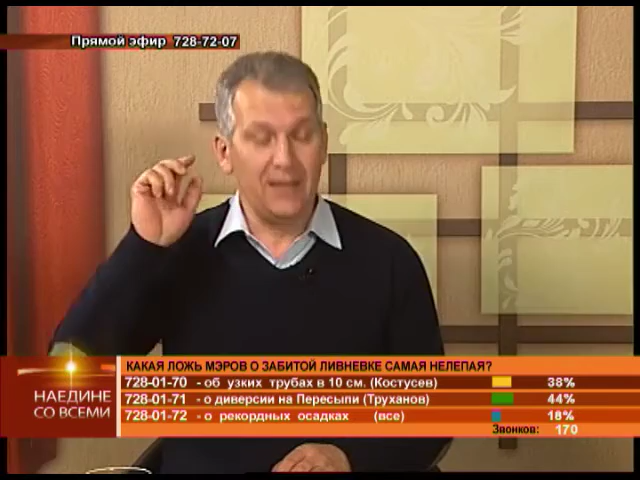 Прямой эфир 728-72-07
КАКАЯ ЛОЖЬ МЭРОВ О ЗАБИТОЙ ЛИВНЕВКЕ САМАЯ НЕЛЕПАЯ?
728-01-70 - об узких трубах в 10 см. (Костусев) 38%
728-01-71 - о диверсии на Пересыпи (Труханов) 44%
728-01-72 - о рекордных осадках (все) 18%
Звонков: 170
НАЕДИНЕ
СО ВСЕМИ